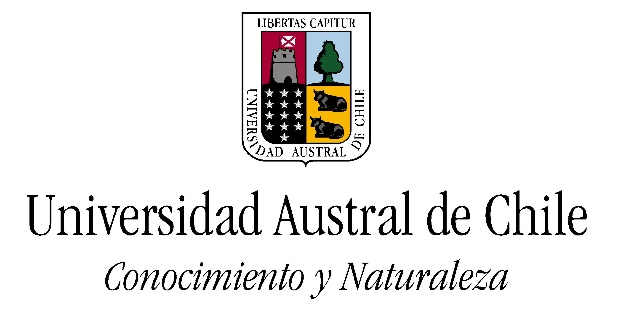 LIBERTAS CAPITUR
UNIVERSIDAD AUSTRAL DE CHILE
Universidad Austral de Chile
Conocimiento y Naturaleza